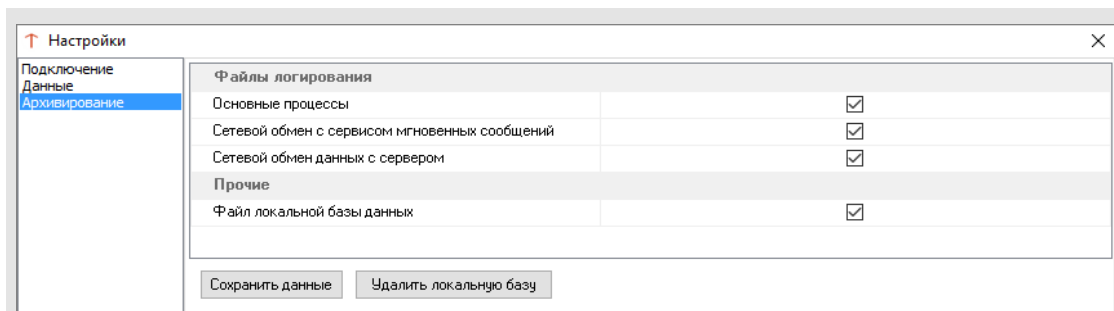 Настройки
Подключение
Данные
Архивирование
Файлы логирования
Основные процессы
Сетевой обмен с сервисом мгновенных сообщений
Сетевой обмен данных с сервером
Прочие
Файл локальной базы данных
Сохранить данные Удалить локальную базу